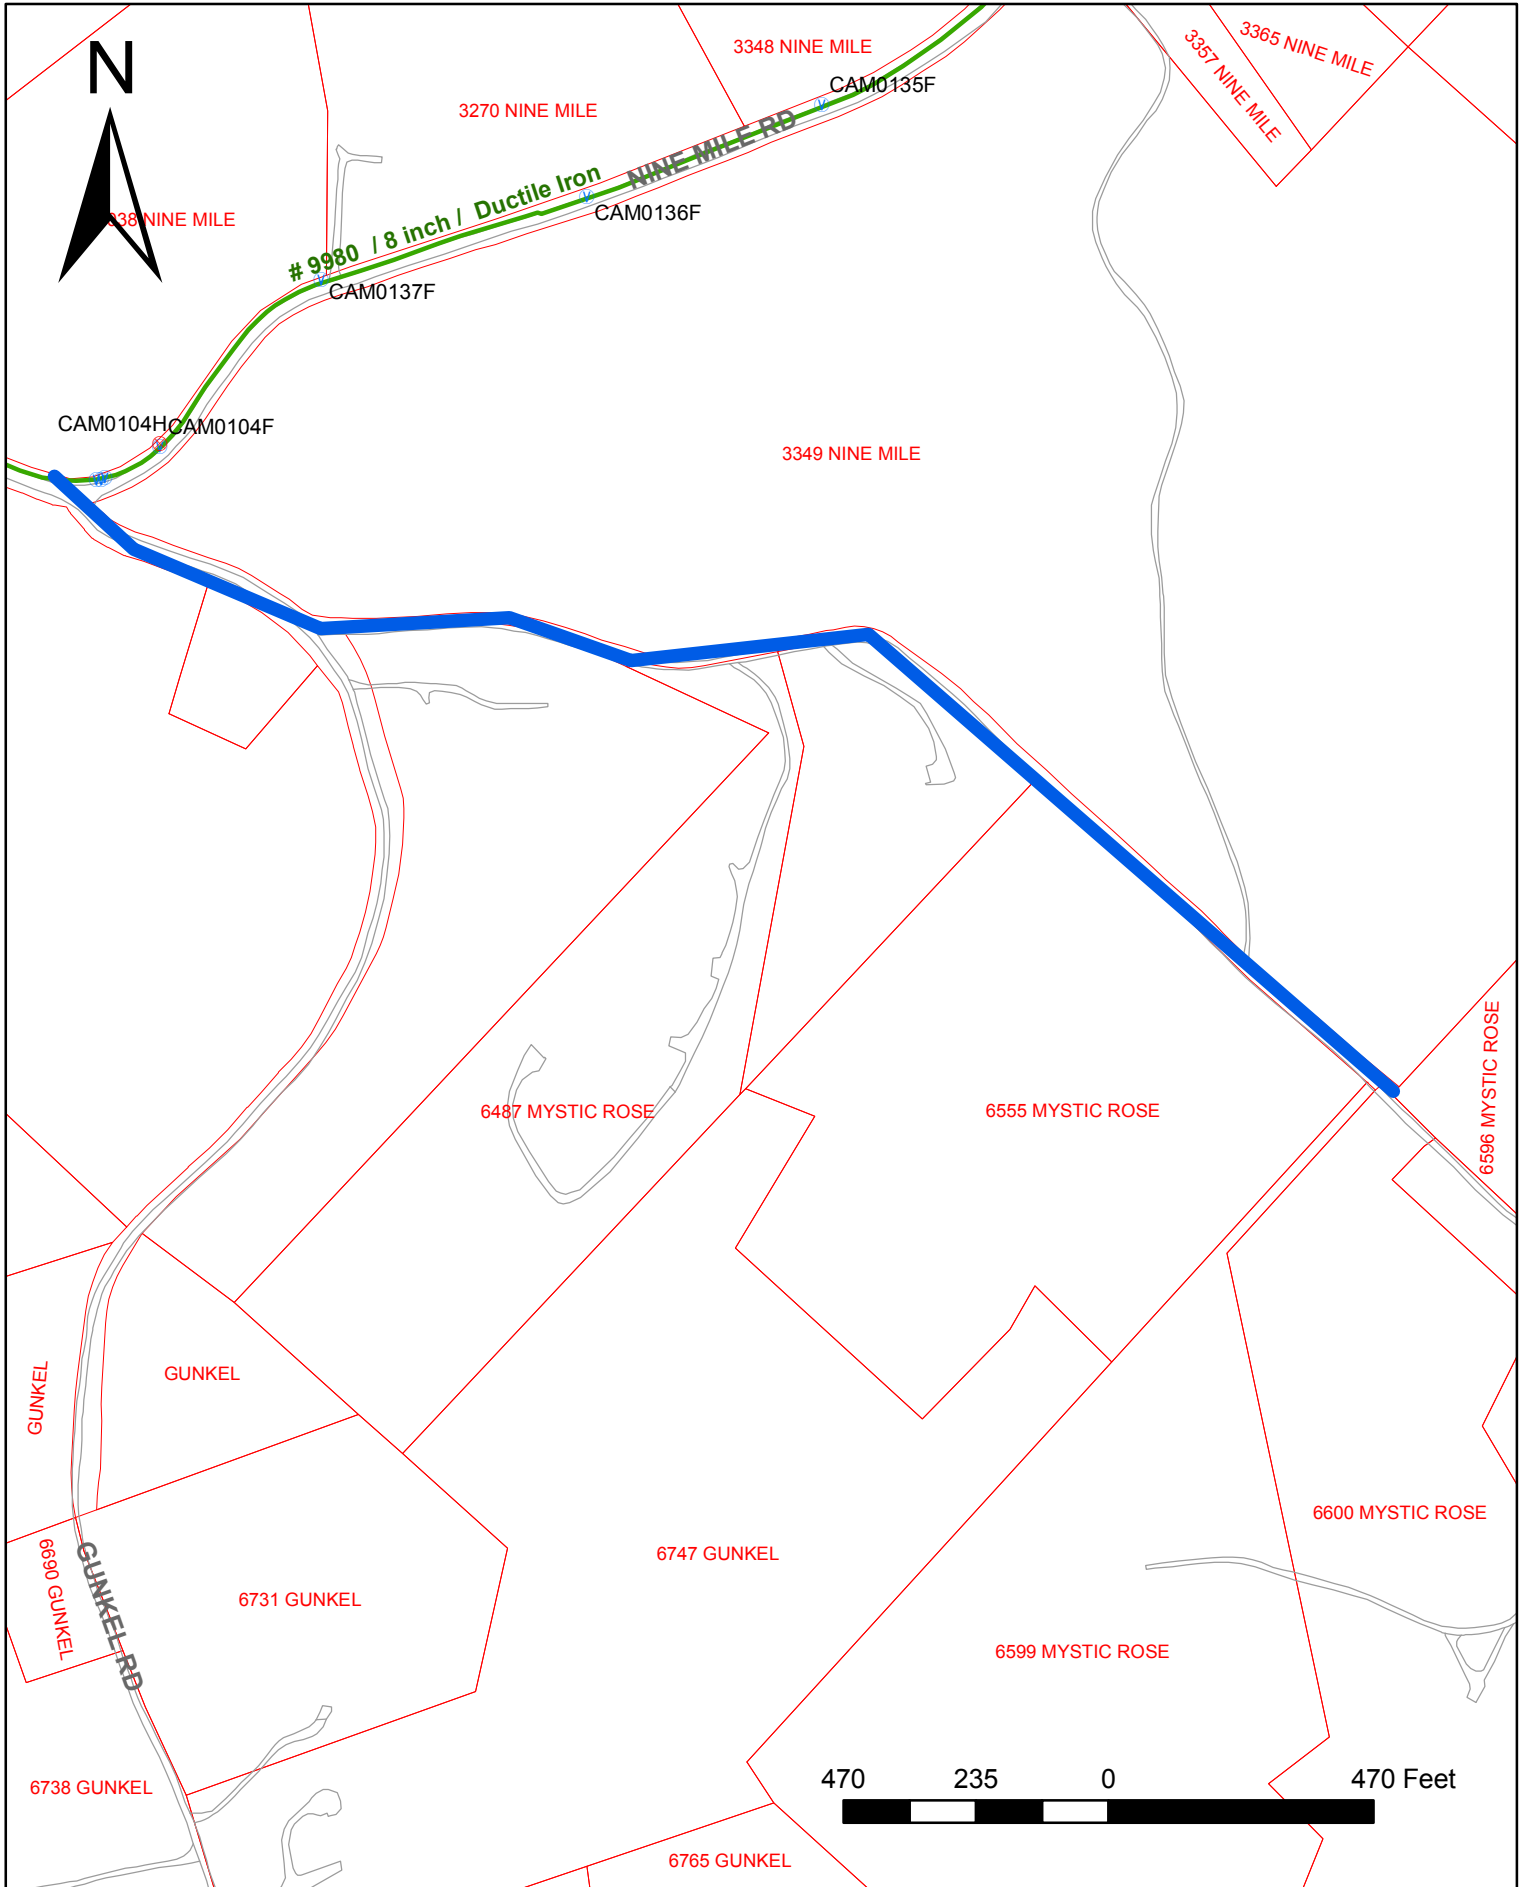 N
3348 NINE MILE
3365 NINE MILE
3357 NINE MILE
CAM0135F
3270 NINE MILE
NINE MILE RD
# 9980 / 8 inch / Ductile Iron
CAM0136F
38 NINE MILE
CAM0137F
CAM0104H
CAM0104F
3349 NINE MILE
6487 MYSTIC ROSE
6555 MYSTIC ROSE
6596 MYSTIC ROSE
GUNKEL
GUNKEL
6600 MYSTIC ROSE
6747 GUNKEL
6690 GUNKEL
GUNKEL RD
6731 GUNKEL
6599 MYSTIC ROSE
6738 GUNKEL
470 235 0 470 Feet
6765 GUNKEL